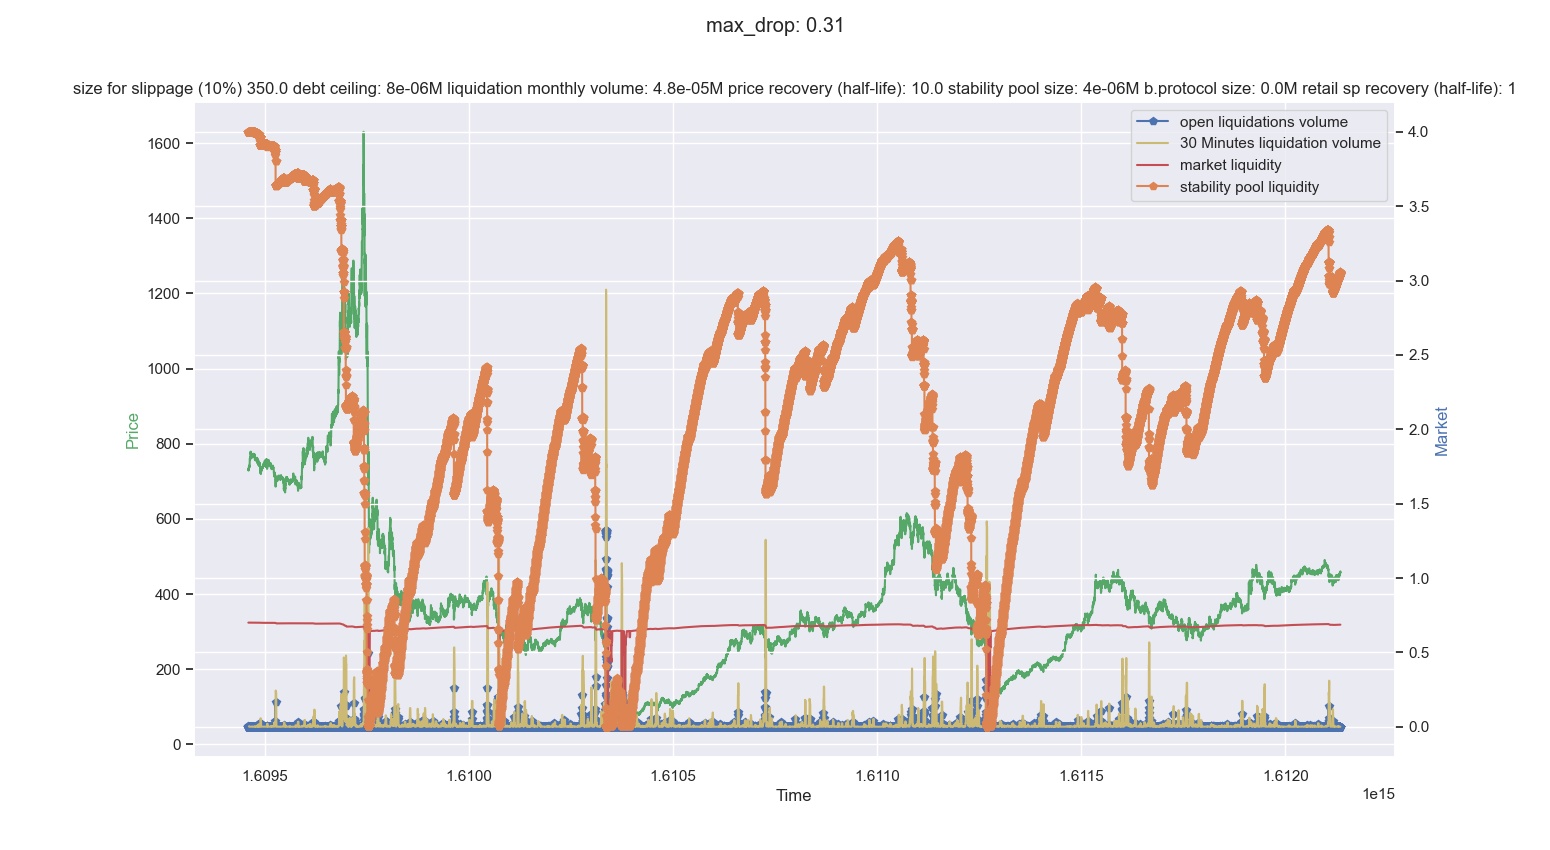 max_drop: 0.31
size for slippage (10%) 350.0 debt ceiling: 8e-06M liquidation monthly volume: 4.8e-05M price recovery (half-life): 10.0 stability pool size: 4e-06M b.protocol size: 0.0M retail sp recovery (half-life): 1
open liquidations volume
30 Minutes liquidation volume
market liquidity
stability pool liquidity
1600
1400
1200
1000
800
600
400
200
0
Price
4.0
3.5
3.0
2.5
2.0
1.5
1.0
0.5
0.0
Market
1.6095 1.6100 1.6105 1.6110 1.6115 1.6120
Time
1e15